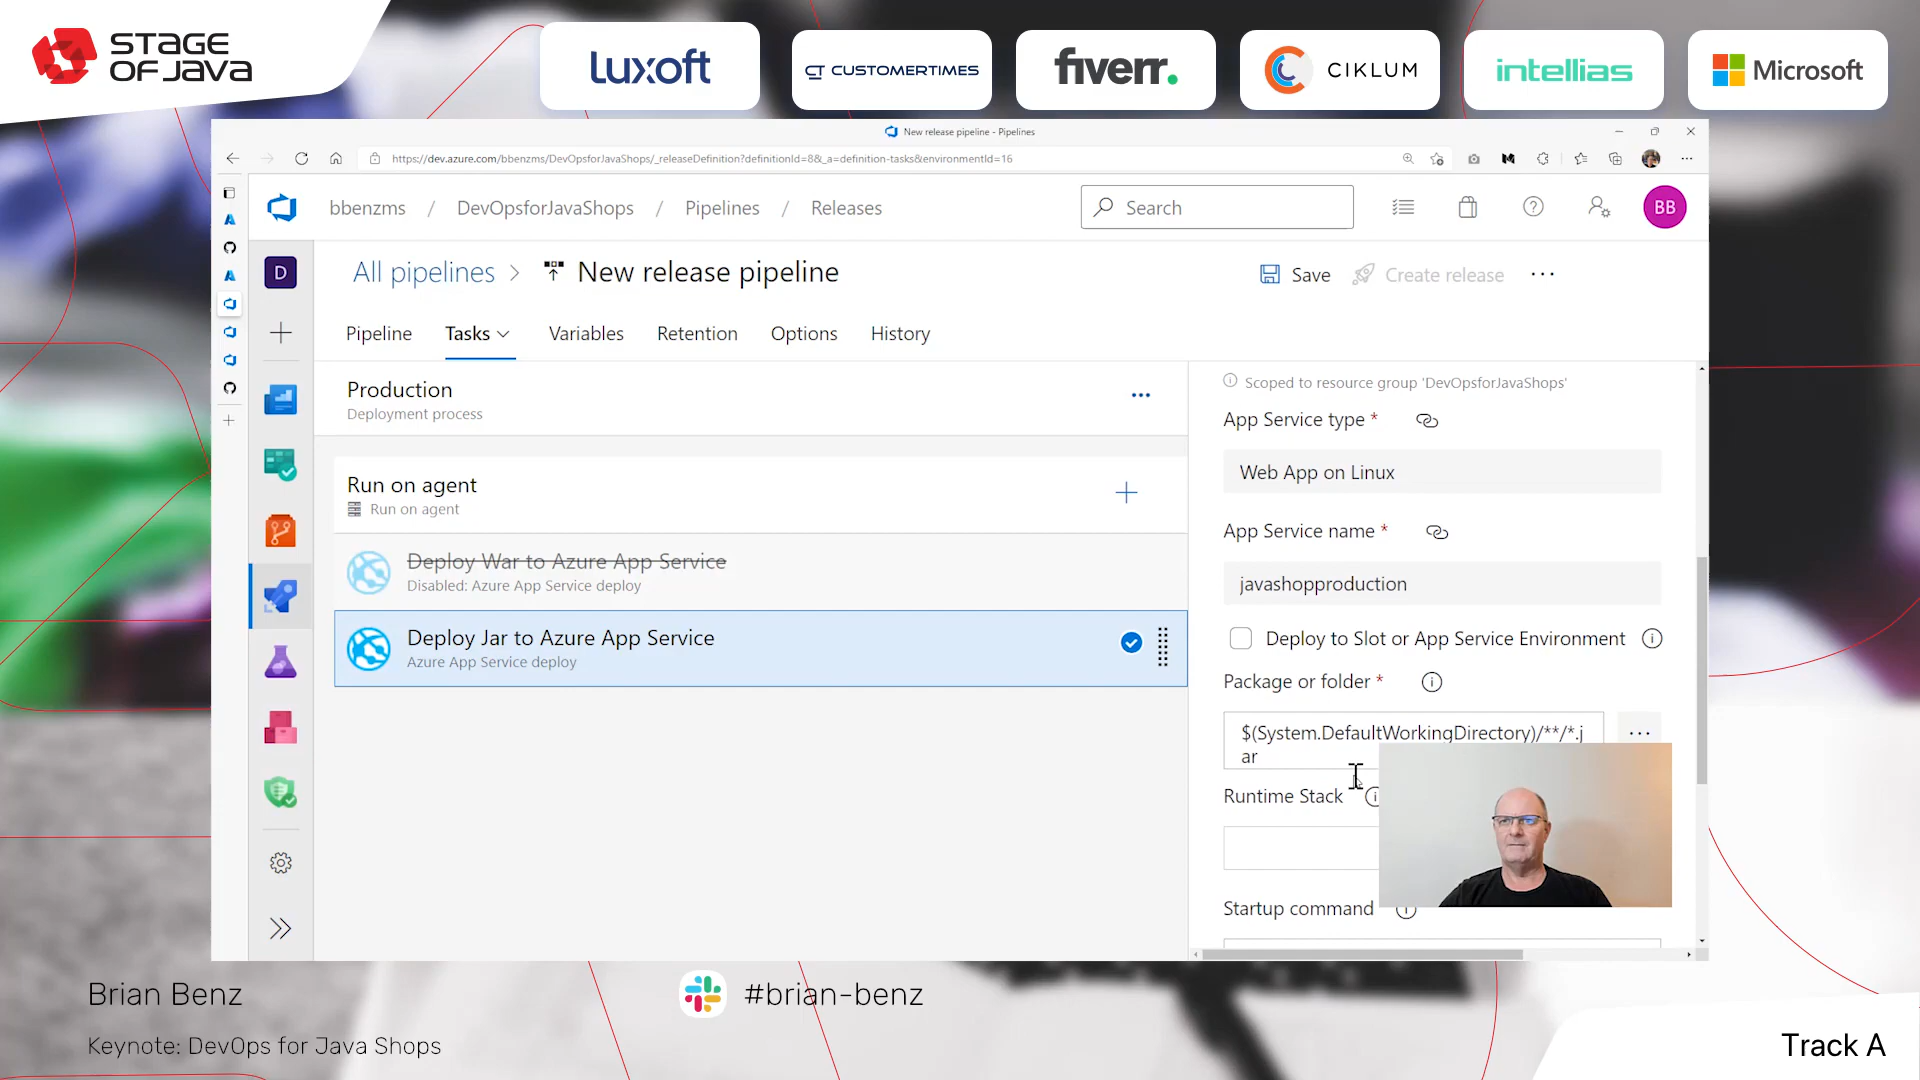 STAGE
OF JAVA
Luxoft
CT CUSTOMERTIMES
fiverr.
CIKLUM
intellias
Microsoft
New release pipeline - Pipelines
https://dev.azure.com/bbenzms/DevOpsforJavaShops/_releaseDefinition?definitionId=8&_a=definition-tasks&environmentId=16
bbenzms / DevOpsforJavaShops / Pipelines / Releases
Search
BB
D
All pipelines > New release pipeline
Save
Create release
Pipeline
Tasks
Variables
Retention
Options
History
Production
Deployment process
Run on agent
Run on agent
Deploy War to Azure App Service
Disabled: Azure App Service deploy
Deploy Jar to Azure App Service
Azure App Service deploy
Scoped to resource group 'DevOpsforJavaShops'
App Service type *
Web App on Linux
App Service name *
javashopproduction
Deploy to Slot or App Service Environment
Package or folder *
$(System.DefaultWorkingDirectory)/**/*.j
ar
Runtime Stack
Startup command
Brian Benz
#brian-benz
Keynote: DevOps for Java Shops
Track A